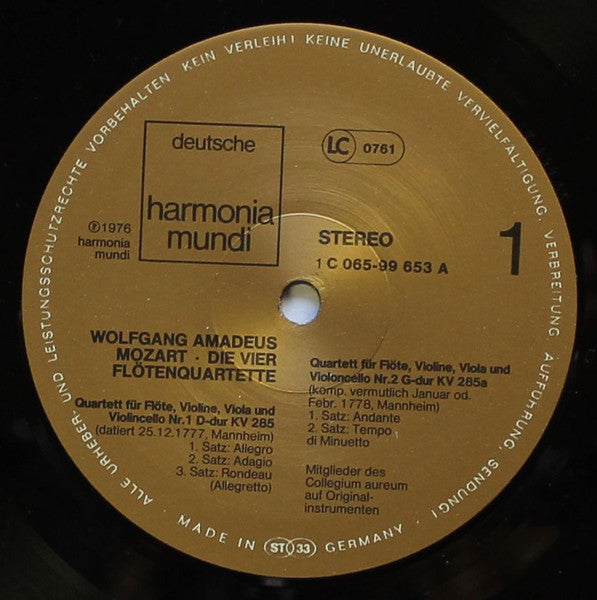 ALLE URHEBER- UND LEISTUNGSSCHUTZRECHTE VORBEHALTEN KEIN VERLEIH! KEINE UNERLAUBTE VERVIELFÄLTIGUNG, VERBREITUNG AUFFÜHRUNG, SENDUNG!
deutsche
harmonia
mundi
LC 0761
℗1976
harmonia
mundi
STEREO
1 C 065-99 653 A
1
WOLFGANG AMADEUS
MOZART · DIE VIER
FLÖTENQUARTETTE
Quartett für Flöte, Violine, Viola und
Violincello Nr.1 D-dur KV 285
(datiert 25.12.1777, Mannheim)
1. Satz: Allegro
2. Satz: Adagio
3. Satz: Rondeau
(Allegretto)
Quartett für Flöte, Violine, Viola und
Violoncello Nr.2 G-dur KV 285a
(komp. vermutlich Januar od.
Febr. 1778, Mannheim)
1. Satz: Andante
2. Satz: Tempo
di Minuetto
Mitglieder des
Collegium aureum
auf Original-
instrumenten
· MADE IN ST 33 GERMANY ·